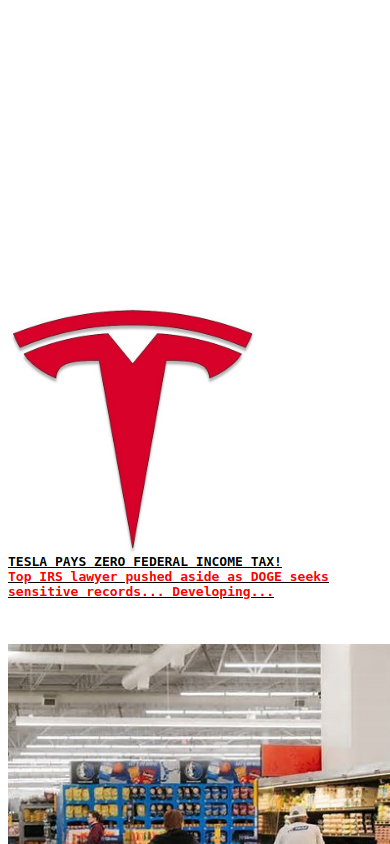 TESLA PAYS ZERO FEDERAL INCOME TAX!
Top IRS lawyer pushed aside as DOGE seeks
sensitive records... Developing...